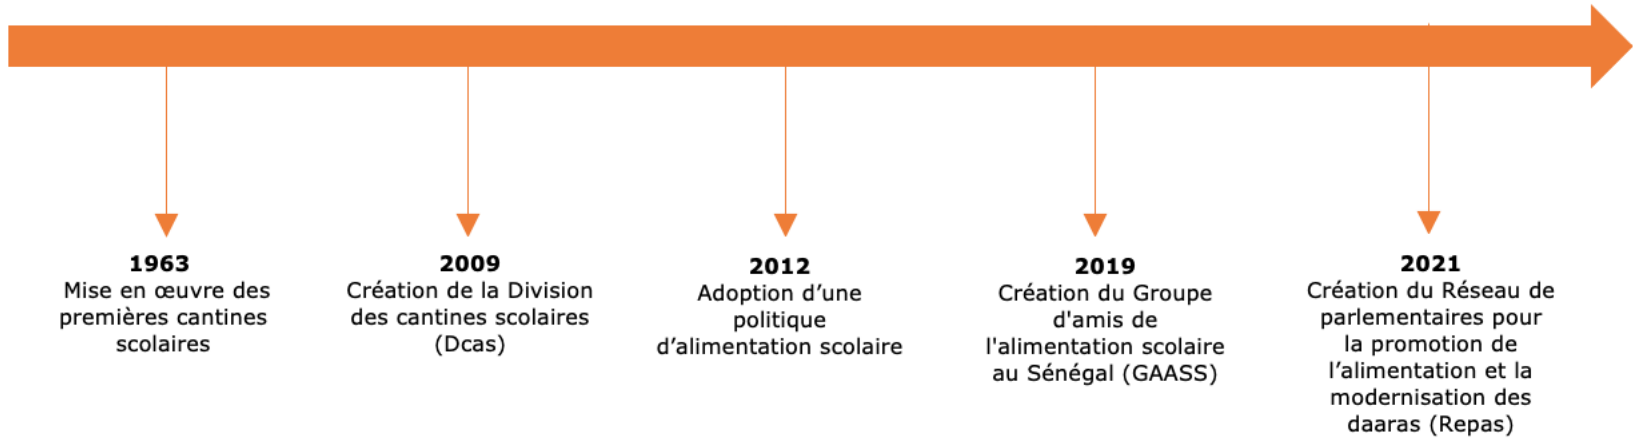 1963
Mise en œuvre des
premières cantines
scolaires
2009
Création de la Division
des cantines scolaires
(Dcas)
2012
Adoption d’une
politique
d’alimentation scolaire
2019
Création du Groupe
d'amis de
l'alimentation scolaire
au Sénégal (GAASS)
2021
Création du Réseau de
parlementaires pour
la promotion de
l’alimentation et la
modernisation des
daaras (Repas)